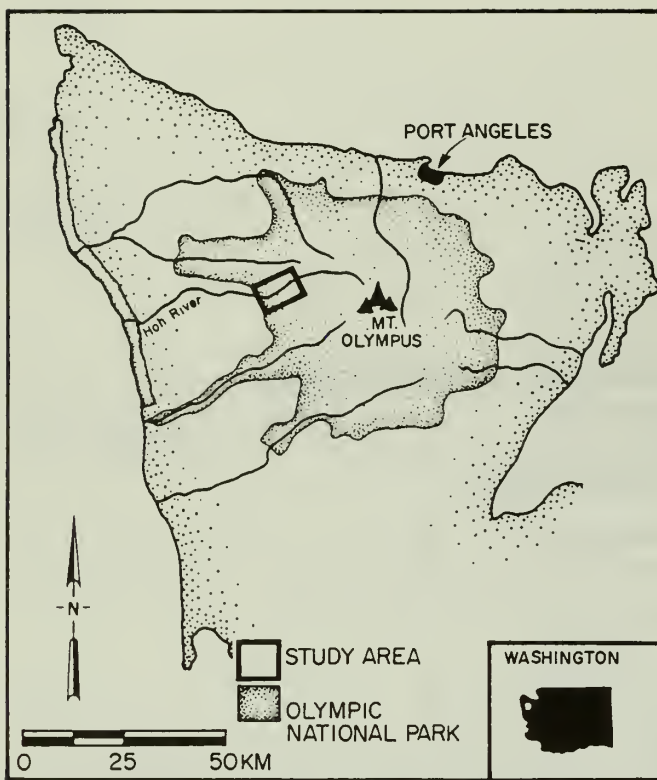 PORT ANGELES
Hoh River
MT.
OLYMPUS
-N-
STUDY AREA
OLYMPIC
NATIONAL PARK
0 25 50KM
WASHINGTON